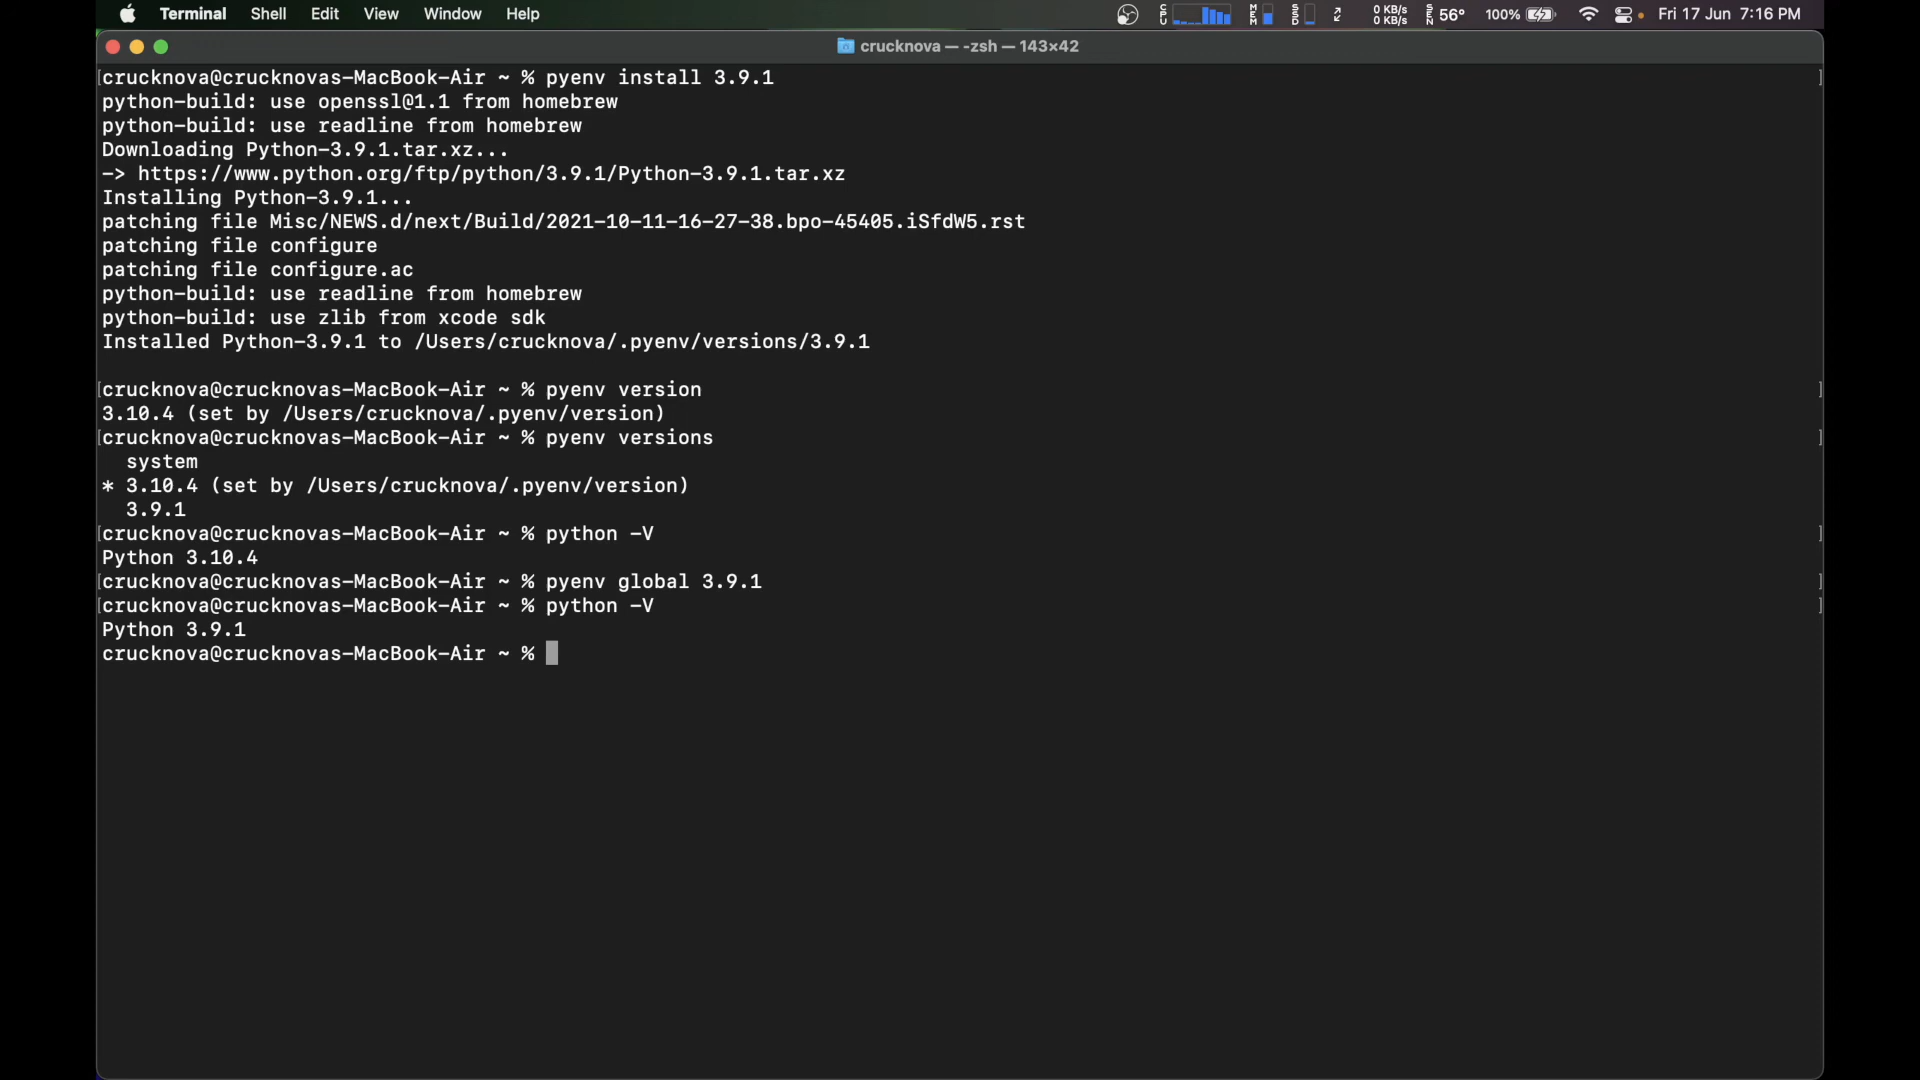 Terminal Shell Edit View Window Help CPU MEM SSD 0 KB/s 0 KB/s SEN 56° 100% Fri 17 Jun 7:16 PM
crucknova — -zsh — 143×42
[crucknova@crucknovas-MacBook-Air ~ % pyenv install 3.9.1 ]
python-build: use openssl@1.1 from homebrew
python-build: use readline from homebrew
Downloading Python-3.9.1.tar.xz...
-> https://www.python.org/ftp/python/3.9.1/Python-3.9.1.tar.xz
Installing Python-3.9.1...
patching file Misc/NEWS.d/next/Build/2021-10-11-16-27-38.bpo-45405.iSfdW5.rst
patching file configure
patching file configure.ac
python-build: use readline from homebrew
python-build: use zlib from xcode sdk
Installed Python-3.9.1 to /Users/crucknova/.pyenv/versions/3.9.1
[crucknova@crucknovas-MacBook-Air ~ % pyenv version ]
3.10.4 (set by /Users/crucknova/.pyenv/version)
[crucknova@crucknovas-MacBook-Air ~ % pyenv versions ]
system
* 3.10.4 (set by /Users/crucknova/.pyenv/version)
3.9.1
[crucknova@crucknovas-MacBook-Air ~ % python -V ]
Python 3.10.4
[crucknova@crucknovas-MacBook-Air ~ % pyenv global 3.9.1 ]
[crucknova@crucknovas-MacBook-Air ~ % python -V ]
Python 3.9.1
crucknova@crucknovas-MacBook-Air ~ %